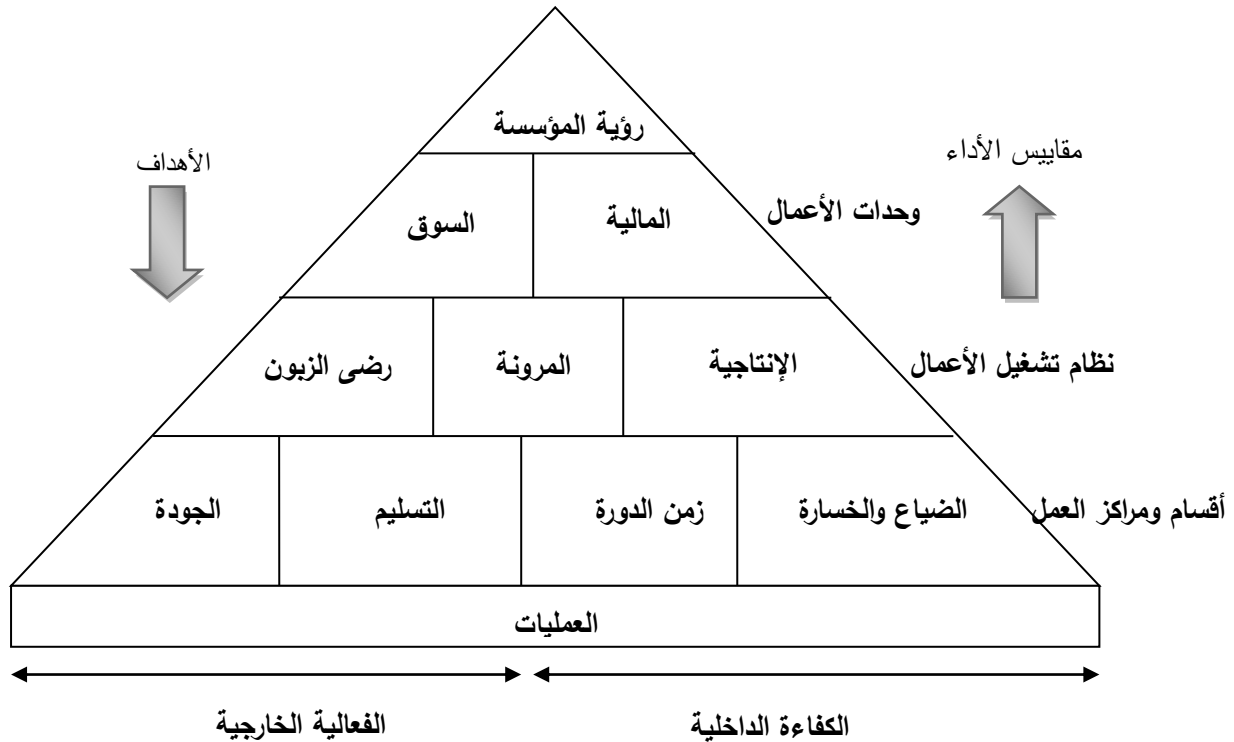 رؤية المؤسسة
مقاييس الأداء
الأهداف
وحدات الأعمال
المالية
السوق
نظام تشغيل الأعمال
الإنتاجية
المرونة
رضى الزبون
أقسام ومراكز العمل
الضياع والخسارة
زمن الدورة
التسليم
الجودة
العمليات
الكفاءة الداخلية
الفعالية الخارجية